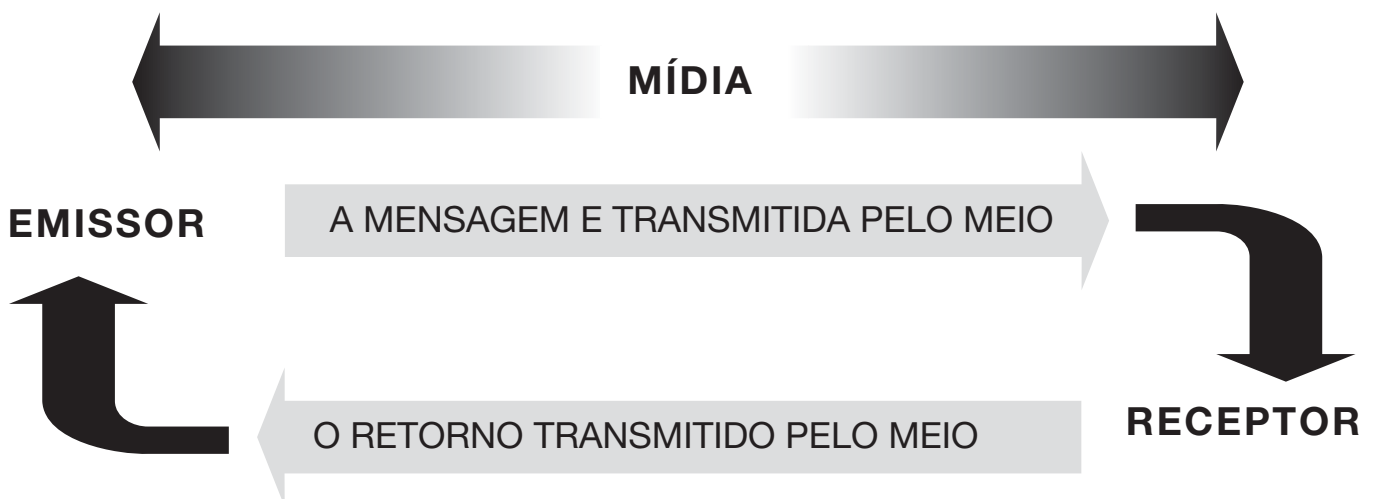 MÍDIA
EMISSOR
A MENSAGEM E TRANSMITIDA PELO MEIO
RECEPTOR
O RETORNO TRANSMITIDO PELO MEIO